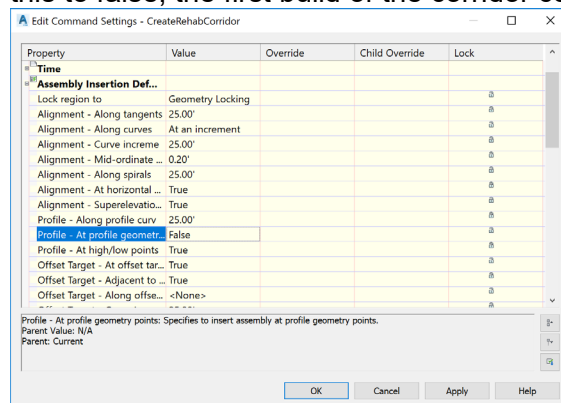 this to false, the first build of the corridor
Edit Command Settings - CreateRehabCorridor
Property Value Override Child Override Lock
Time
Assembly Insertion Def...
Lock region to Geometry Locking
Alignment - Along tangents 25.00'
Alignment - Along curves At an increment
Alignment - Curve increme 25.00'
Alignment - Mid-ordinate ... 0.20'
Alignment - Along spirals 25.00'
Alignment - At horizontal ... True
Alignment - Superelevatio... True
Profile - Along profile curv 25.00'
Profile - At profile geometr... False
Profile - At high/low points True
Offset Target - At offset tar... True
Offset Target - Adjacent to ... True
Offset Target - Along offse... <None>
Profile - At profile geometry points: Specifies to insert assembly at profile geometry points.
Parent Value: N/A
Parent: Current
OK Cancel Apply Help